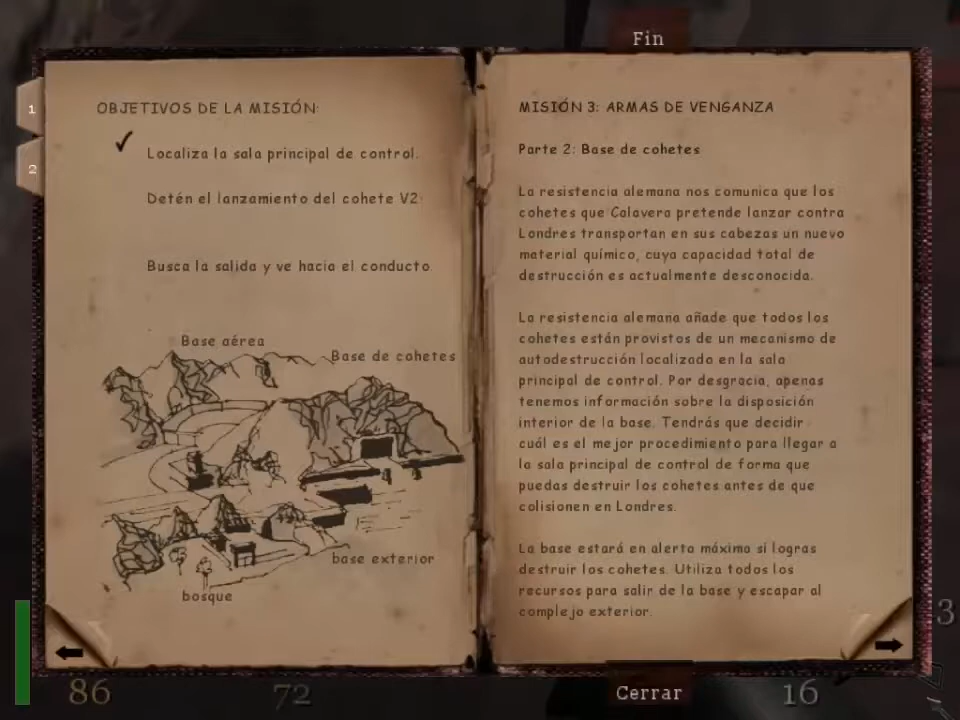 Fin
1
2
OBJETIVOS DE LA MISIÓN:
Localiza la sala principal de control.
Detén el lanzamiento del cohete V2.
Busca la salida y ve hacia el conducto.
Base aérea
Base de cohetes
base exterior
bosque
MISIÓN 3: ARMAS DE VENGANZA
Parte 2: Base de cohetes
La resistencia alemana nos comunica que los
cohetes que Calavera pretende lanzar contra
Londres transportan en sus cabezas un nuevo
material químico, cuya capacidad total de
destrucción es actualmente desconocida.
La resistencia alemana añade que todos los
cohetes están provistos de un mecanismo de
autodestrucción localizado en la sala
principal de control. Por desgracia, apenas
tenemos información sobre la disposición
interior de la base. Tendrás que decidir
cuál es el mejor procedimiento para llegar a
la sala principal de control de forma que
puedas destruir los cohetes antes de que
colisionen en Londres.
La base estará en alerta máxima si logras
destruir los cohetes. Utiliza todos los
recursos para salir de la base y escapar al
complejo exterior.
86
72
Cerrar
16
3